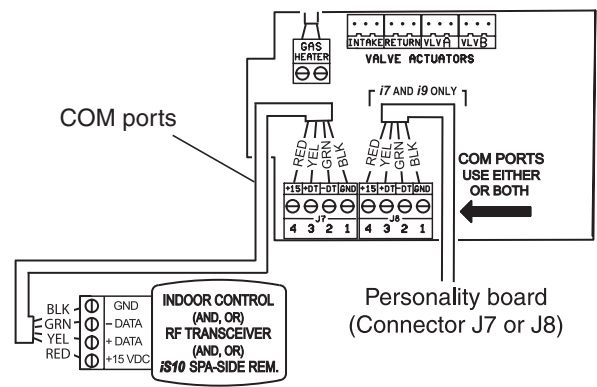 INTAKE RETURN VLVA VLVB
VALVE ACTUATORS
GAS
HEATER
i7 AND i9 ONLY
COM ports
RED YEL GRN BLK
RED YEL GRN BLK
+15 +DT -DT GND
+15 +DT -DT GND
J7
J8
4 3 2 1
4 3 2 1
COM PORTS
USE EITHER
OR BOTH
Personality board
(Connector J7 or J8)
BLK GND
GRN – DATA
YEL + DATA
RED +15 VDC
INDOOR CONTROL
(AND, OR)
RF TRANSCEIVER
(AND, OR)
iS10 SPA-SIDE REM.